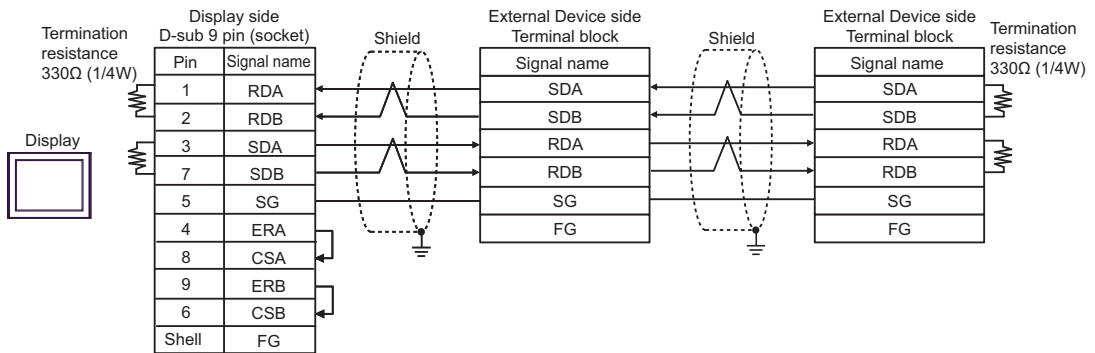 Display side
D-sub 9 pin (socket)
External Device side
Terminal block
External Device side
Terminal block
Termination
resistance
330Ω (1/4W)
Shield
Shield
Termination
resistance
330Ω (1/4W)
Display
Pin Signal name
1 RDA
2 RDB
3 SDA
7 SDB
5 SG
4 ERA
8 CSA
9 ERB
6 CSB
Shell FG
Signal name
SDA
SDB
RDA
RDB
SG
FG
Signal name
SDA
SDB
RDA
RDB
SG
FG